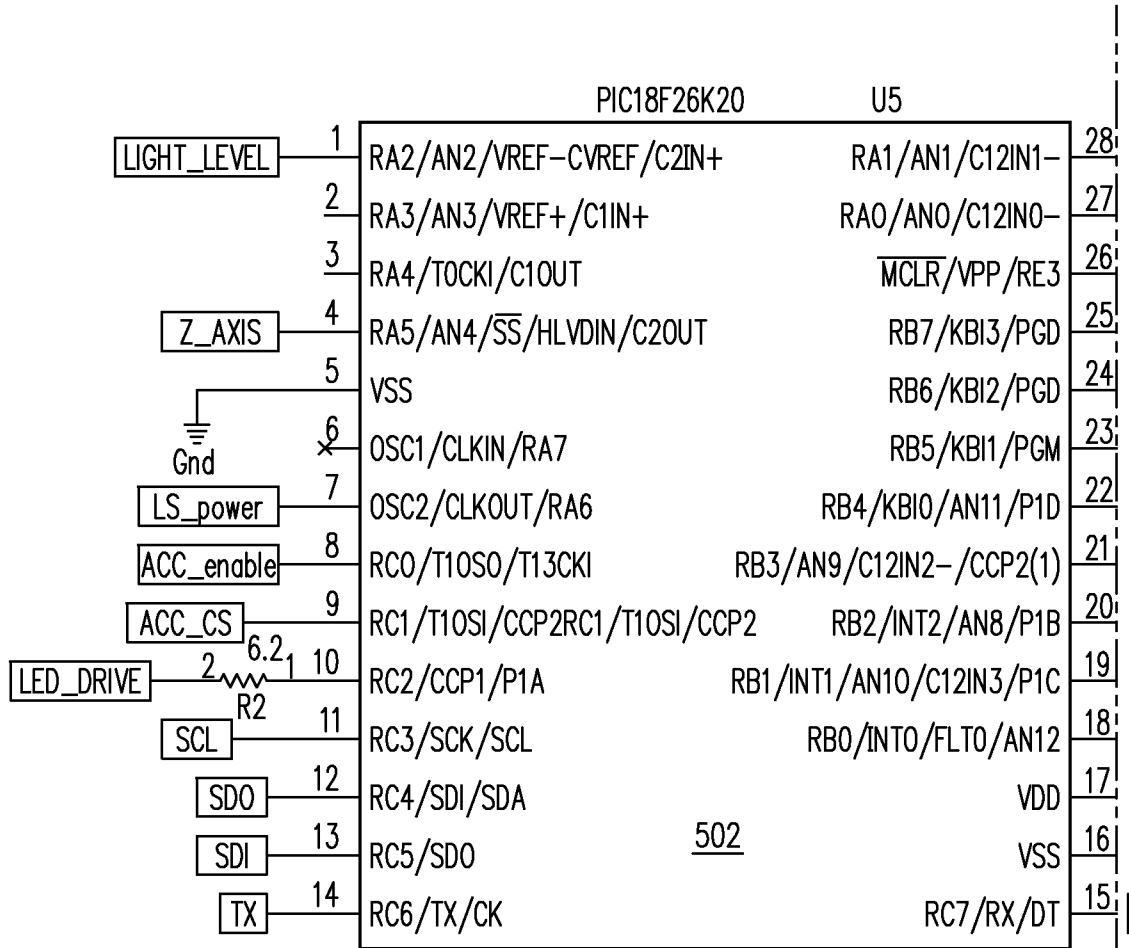 PIC18F26K20 U5
LIGHT_LEVEL 1 RA2/AN2/VREF-CVREF/C2IN+ RA1/AN1/C12IN1- 28
2 RA3/AN3/VREF+/C1IN+ RA0/AN0/C12IN0- 27
3 RA4/T0CKI/C1OUT MCLR/VPP/RE3 26
Z_AXIS 4 RA5/AN4/SS/HLVDIN/C2OUT RB7/KBI3/PGD 25
5 VSS RB6/KBI2/PGD 24
Gnd
6 OSC1/CLKIN/RA7 RB5/KBI1/PGM 23
LS_power 7 OSC2/CLKOUT/RA6 RB4/KBI0/AN11/P1D 22
ACC_enable 8 RC0/T1OSO/T13CKI RB3/AN9/C12IN2-/CCP2(1) 21
ACC_CS 9 RC1/T1OSI/CCP2RC1/T1OSI/CCP2 RB2/INT2/AN8/P1B 20
LED_DRIVE 2 6.2 1 10 RC2/CCP1/P1A RB1/INT1/AN10/C12IN3/P1C 19
R2
SCL 11 RC3/SCK/SCL RB0/INT0/FLT0/AN12 18
SDO 12 RC4/SDI/SDA VDD 17
SDI 13 RC5/SDO 502 VSS 16
TX 14 RC6/TX/CK RC7/RX/DT 15